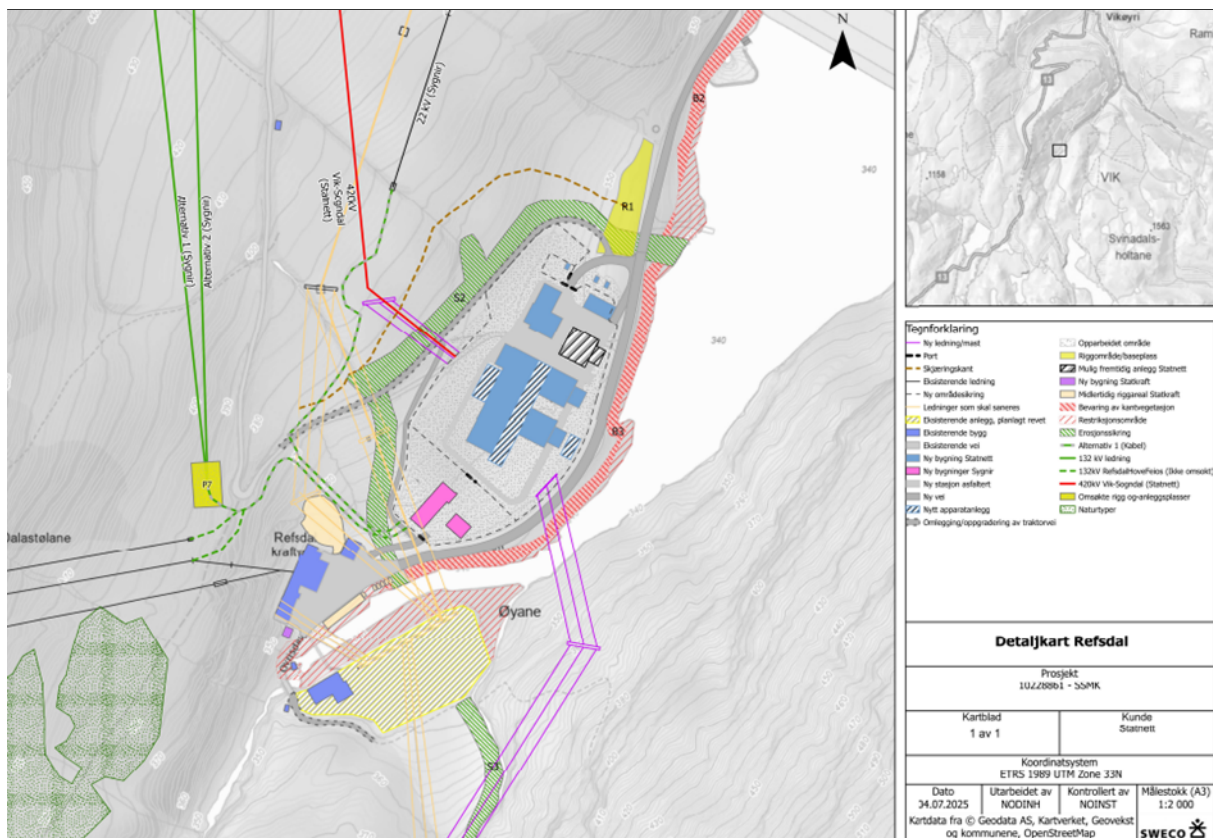 N
22 kV (Sygnir)
420kV
Vik-Sogndal
(Statnett)
Alternativ 1 (Sygnir)
Alternativ 2 (Sygnir)
B2
R1
S2
340
340
B3
P7
Refsda
kraftv
Øyane
S3
Vikøyri
13
VIK
1158
1563
Svinadals-
holtane
13
Tegnforklaring
Ny ledning/mast
Port
Skjæringskant
Eksisterende ledning
Ny områdesikring
Ledninger som skal saneres
Eksisterende anlegg, planlagt revet
Eksisterende bygg
Eksisterende vei
Ny bygning Statnett
Ny bygninger Sygnir
Ny stasjon asfaltert
Ny vei
Nytt apparatanlegg
Omlegging/oppgradering av traktorvei
Opparbeidet område
Riggområde/baseplass
Mulig fremtidig anlegg Statnett
Ny bygning Statkraft
Midlertidig riggareal Statkraft
Bevaring av kantvegetasjon
Restriksjonsområde
Erosjonssikring
Alternativ 1 (Kabel)
132 kV ledning
132kV RefsdalHoveFeios (Ikke omsøkt)
420kV Vik-Sogndal (Statnett)
Omsøkte rigg og-anleggsplasser
Naturtyper
Detaljkart Refsdal
Prosjekt
10228861 - SSMK
Kartblad
1 av 1
Kunde
Statnett
Koordinatsystem
ETRS 1989 UTM Zone 33N
Dato
04.07.2025
Utarbeidet av
NODINH
Kontrollert av
NOINST
Målestokk (A3)
1:2 000
Kartdata fra © Geodata AS, Kartverket, Geovekst
og kommunene, OpenStreetMap
SWECO